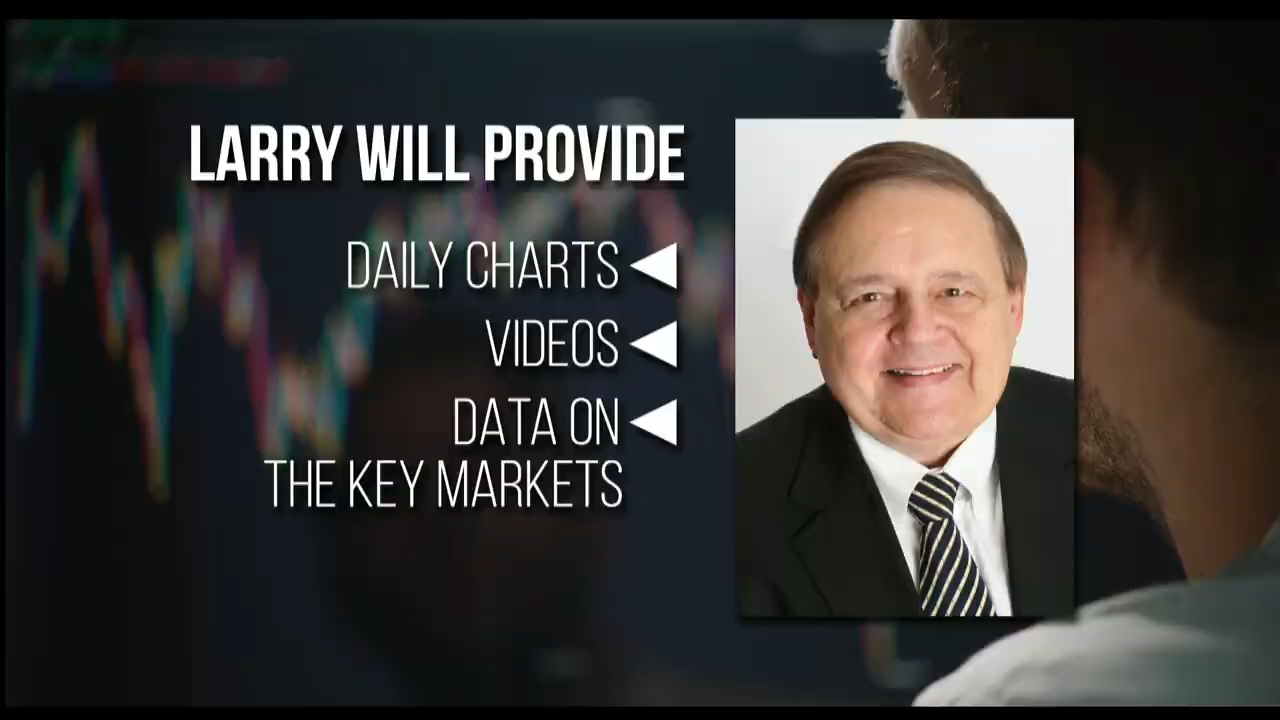 LARRY WILL PROVIDE
DAILY CHARTS
VIDEOS
DATA ON
THE KEY MARKETS